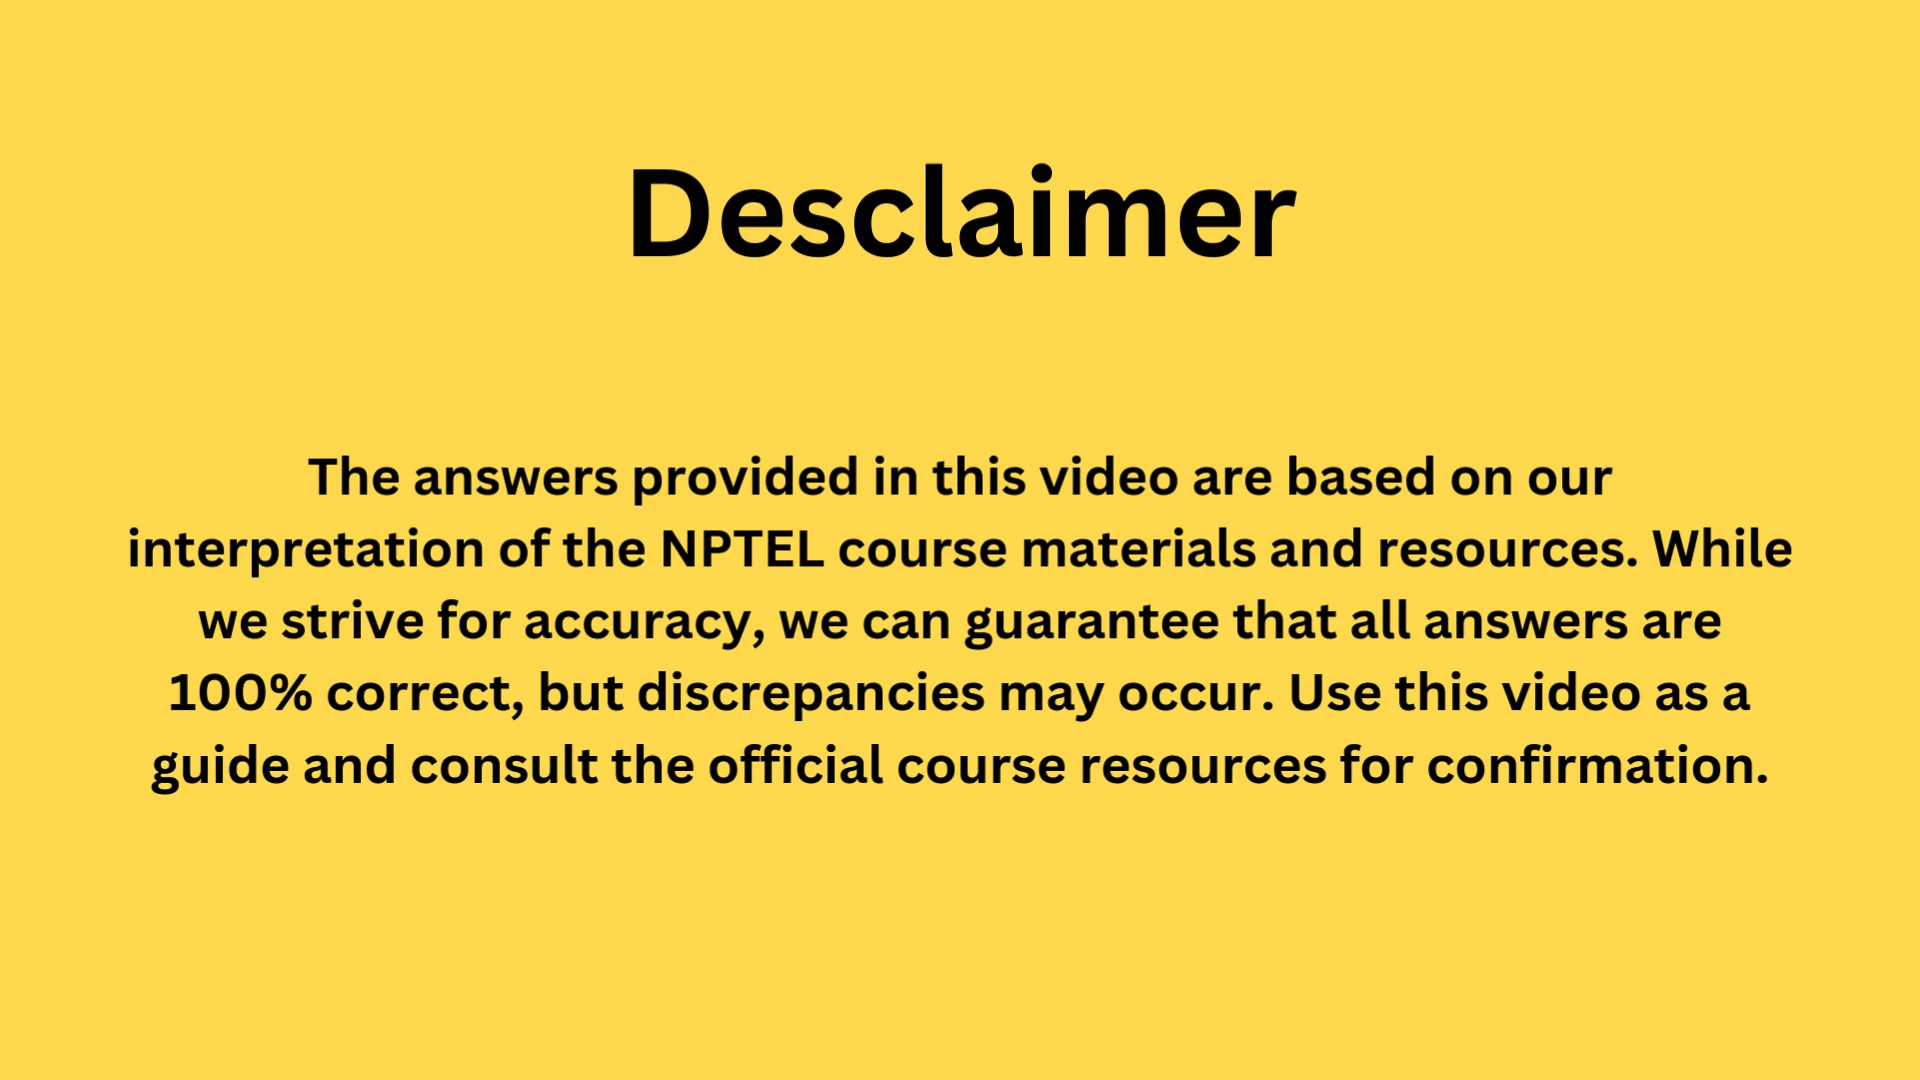 Desclaimer
The answers provided in this video are based on our
interpretation of the NPTEL course materials and resources. While
we strive for accuracy, we can guarantee that all answers are
100% correct, but discrepancies may occur. Use this video as a
guide and consult the official course resources for confirmation.